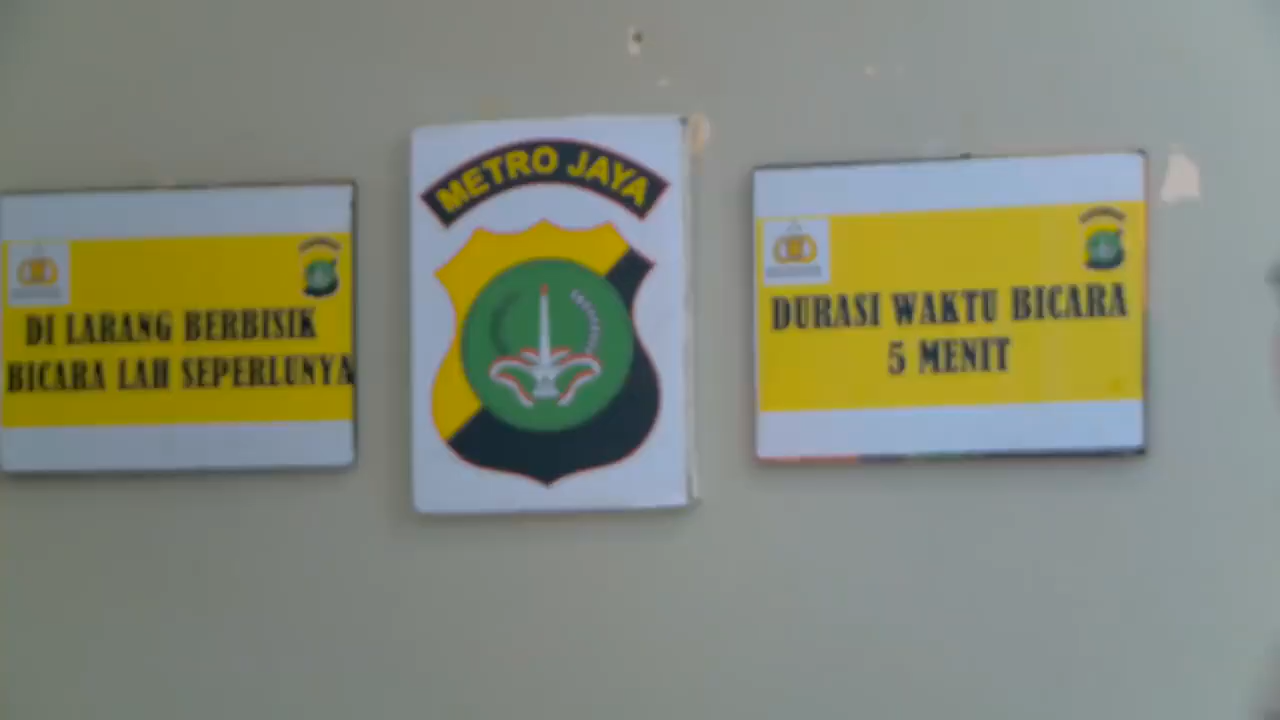 DI LARANG BERBISIK
BICARA LAH SEPERLUNYA
METRO JAYA
DURASI WAKTU BICARA
5 MENIT